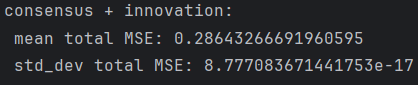 consensus + innovation:
mean total MSE: 0.28643266691960595
std_dev total MSE: 8.777083671441753e-17